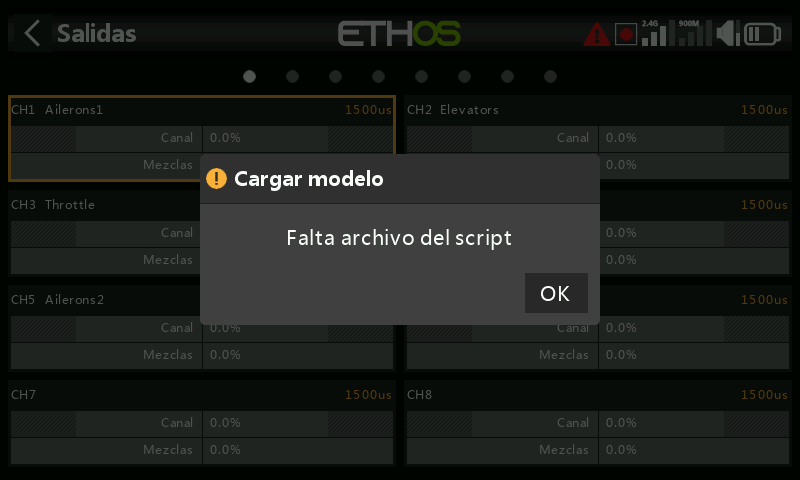 Salidas
ETHOS
2.4G
900M
CH1 Ailerons1
1500us
CH2 Elevators
1500us
Canal
0.0%
Canal
0.0%
Mezclas
0.0%
Cargar modelo
Falta archivo del script
OK
CH3 Throttle
1500us
Canal
0.0%
Mezclas
0.0%
CH5 Ailerons2
1500us
Canal
0.0%
Canal
0.0%
Mezclas
0.0%
Mezclas
0.0%
CH7
1500us
CH8
1500us
Canal
0.0%
Canal
0.0%
Mezclas
0.0%
Mezclas
0.0%